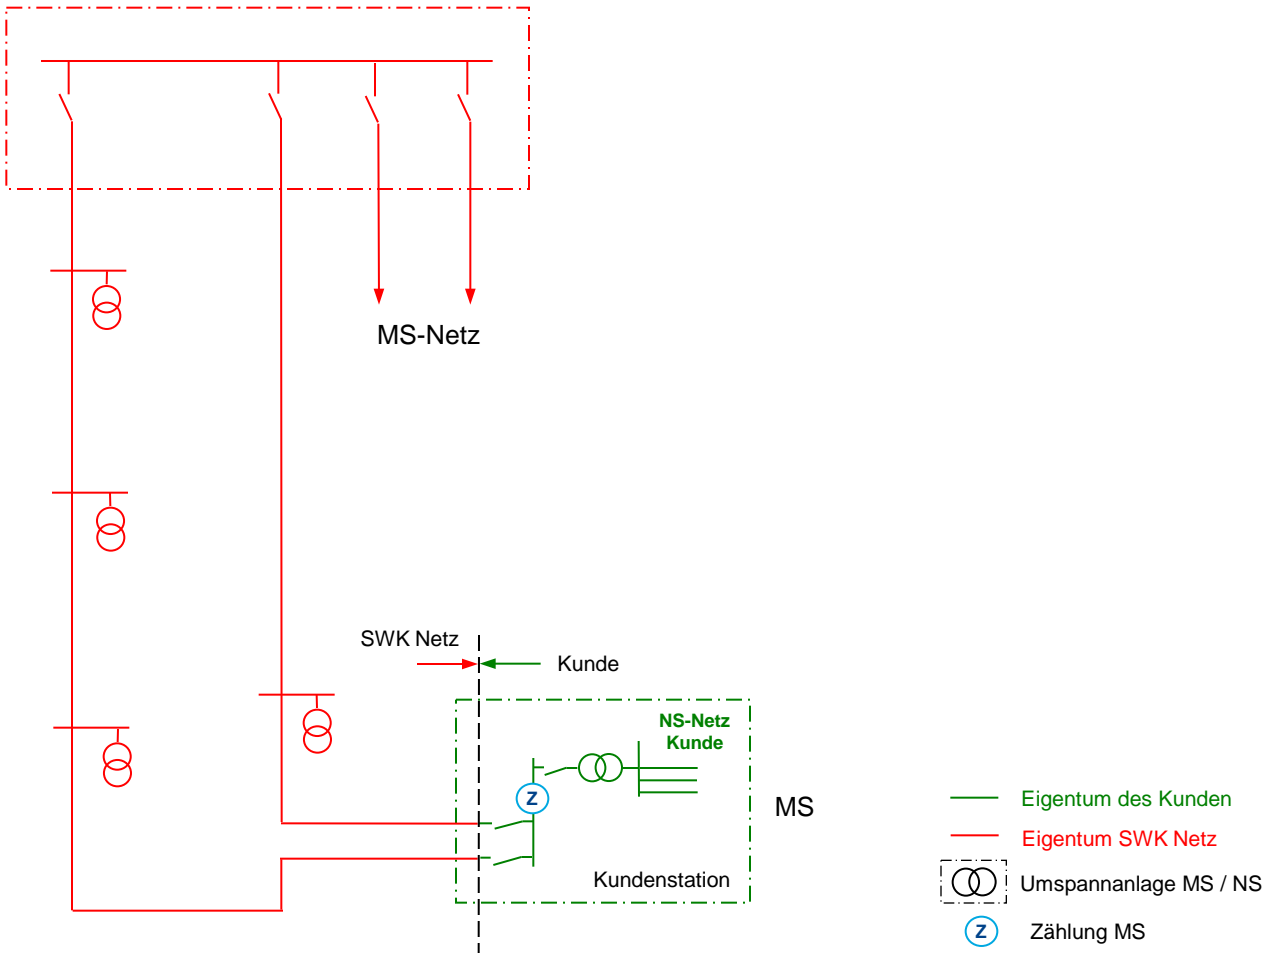 MS-Netz
SWK Netz
Kunde
NS-Netz
Kunde
Z
MS
Kundenstation
Eigentum des Kunden
Eigentum SWK Netz
Umspannanlage MS / NS
Z
Zählung MS